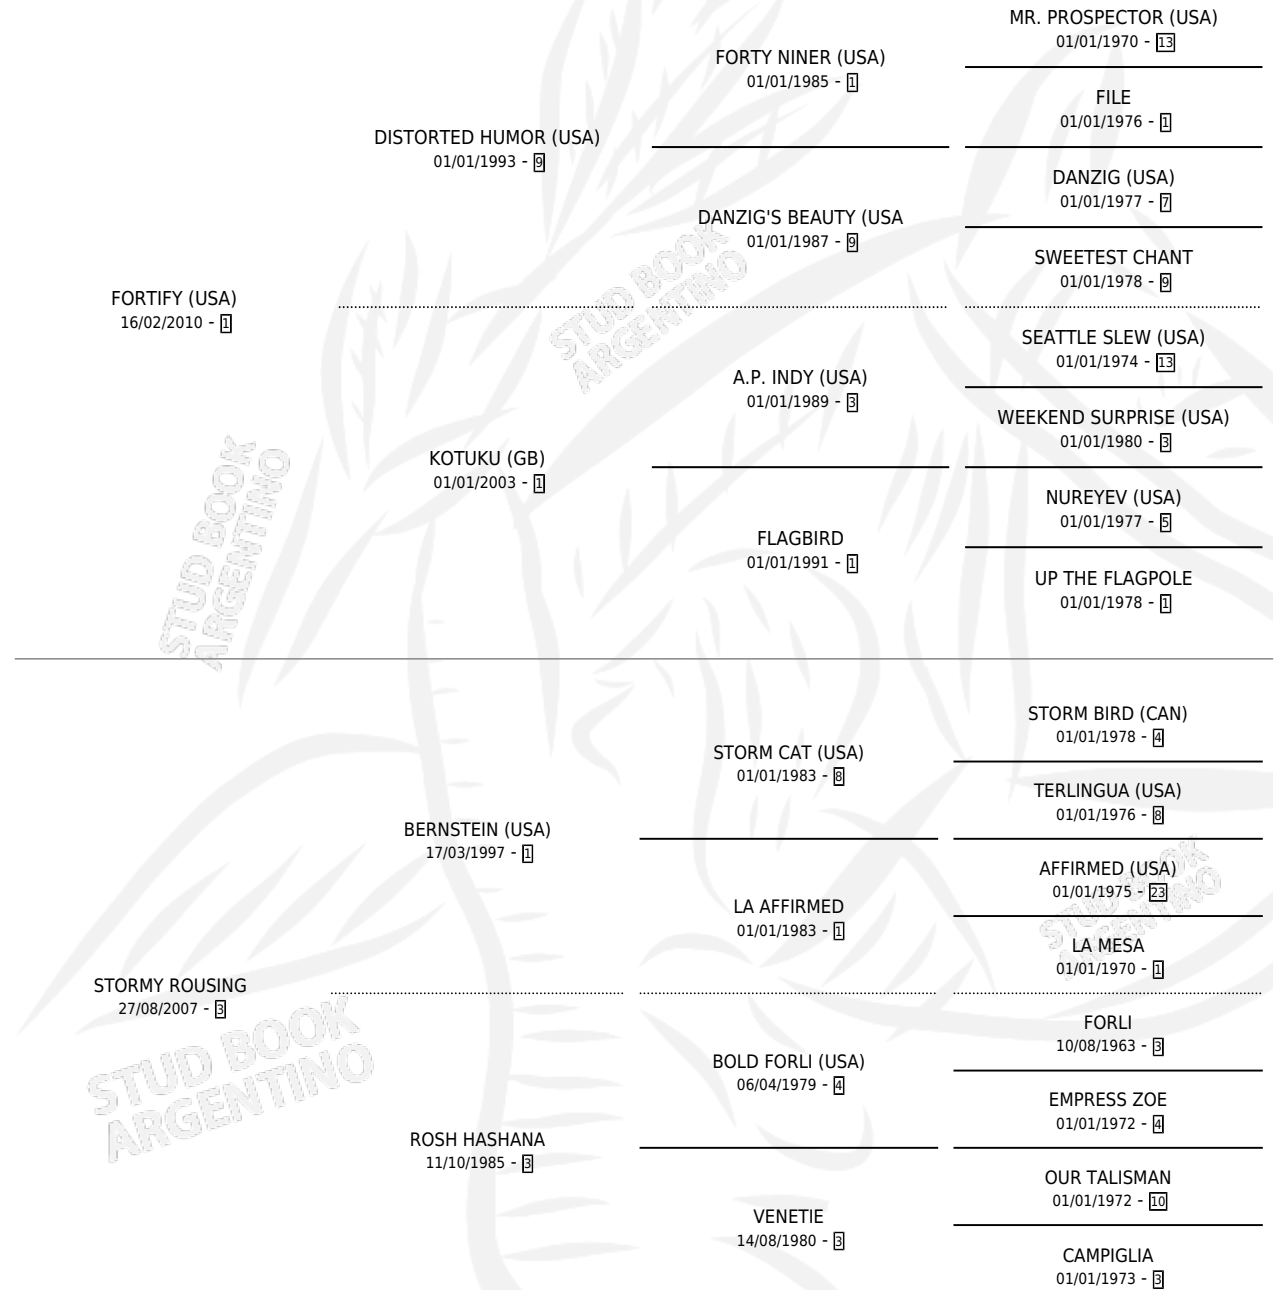 MR. PROSPECTOR (USA)
01/01/1970 - 13
FORTY NINER (USA)
01/01/1985 - 1
FILE
01/01/1976 - 1
DISTORTED HUMOR (USA)
01/01/1993 - 9
DANZIG (USA)
01/01/1977 - 7
DANZIG'S BEAUTY (USA
01/01/1987 - 9
SWEETEST CHANT
01/01/1978 - 9
FORTIFY (USA)
16/02/2010 - 1
STUD BOOK
ARGENTINO
SEATTLE SLEW (USA)
01/01/1974 - 13
A.P. INDY (USA)
01/01/1989 - 3
WEEKEND SURPRISE (USA)
01/01/1980 - 3
KOTUKU (GB)
01/01/2003 - 1
NUREYEV (USA)
01/01/1977 - 5
FLAGBIRD
01/01/1991 - 1
UP THE FLAGPOLE
01/01/1978 - 1
STUD BOOK
ARGENTINO
STORM BIRD (CAN)
01/01/1978 - 4
STORM CAT (USA)
01/01/1983 - 8
TERLINGUA (USA)
01/01/1976 - 8
BERNSTEIN (USA)
17/03/1997 - 1
AFFIRMED (USA)
01/01/1975 - 23
STUD BOOK
ARGENTINO
LA AFFIRMED
01/01/1983 - 1
LA MESA
01/01/1970 - 1
STORMY ROUSING
27/08/2007 - 3
STUD BOOK
ARGENTINO
FORLI
10/08/1963 - 3
BOLD FORLI (USA)
06/04/1979 - 4
EMPRESS ZOE
01/01/1972 - 4
ROSH HASHANA
11/10/1985 - 3
OUR TALISMAN
01/01/1972 - 10
VENETIE
14/08/1980 - 3
CAMPIGLIA
01/01/1973 - 3